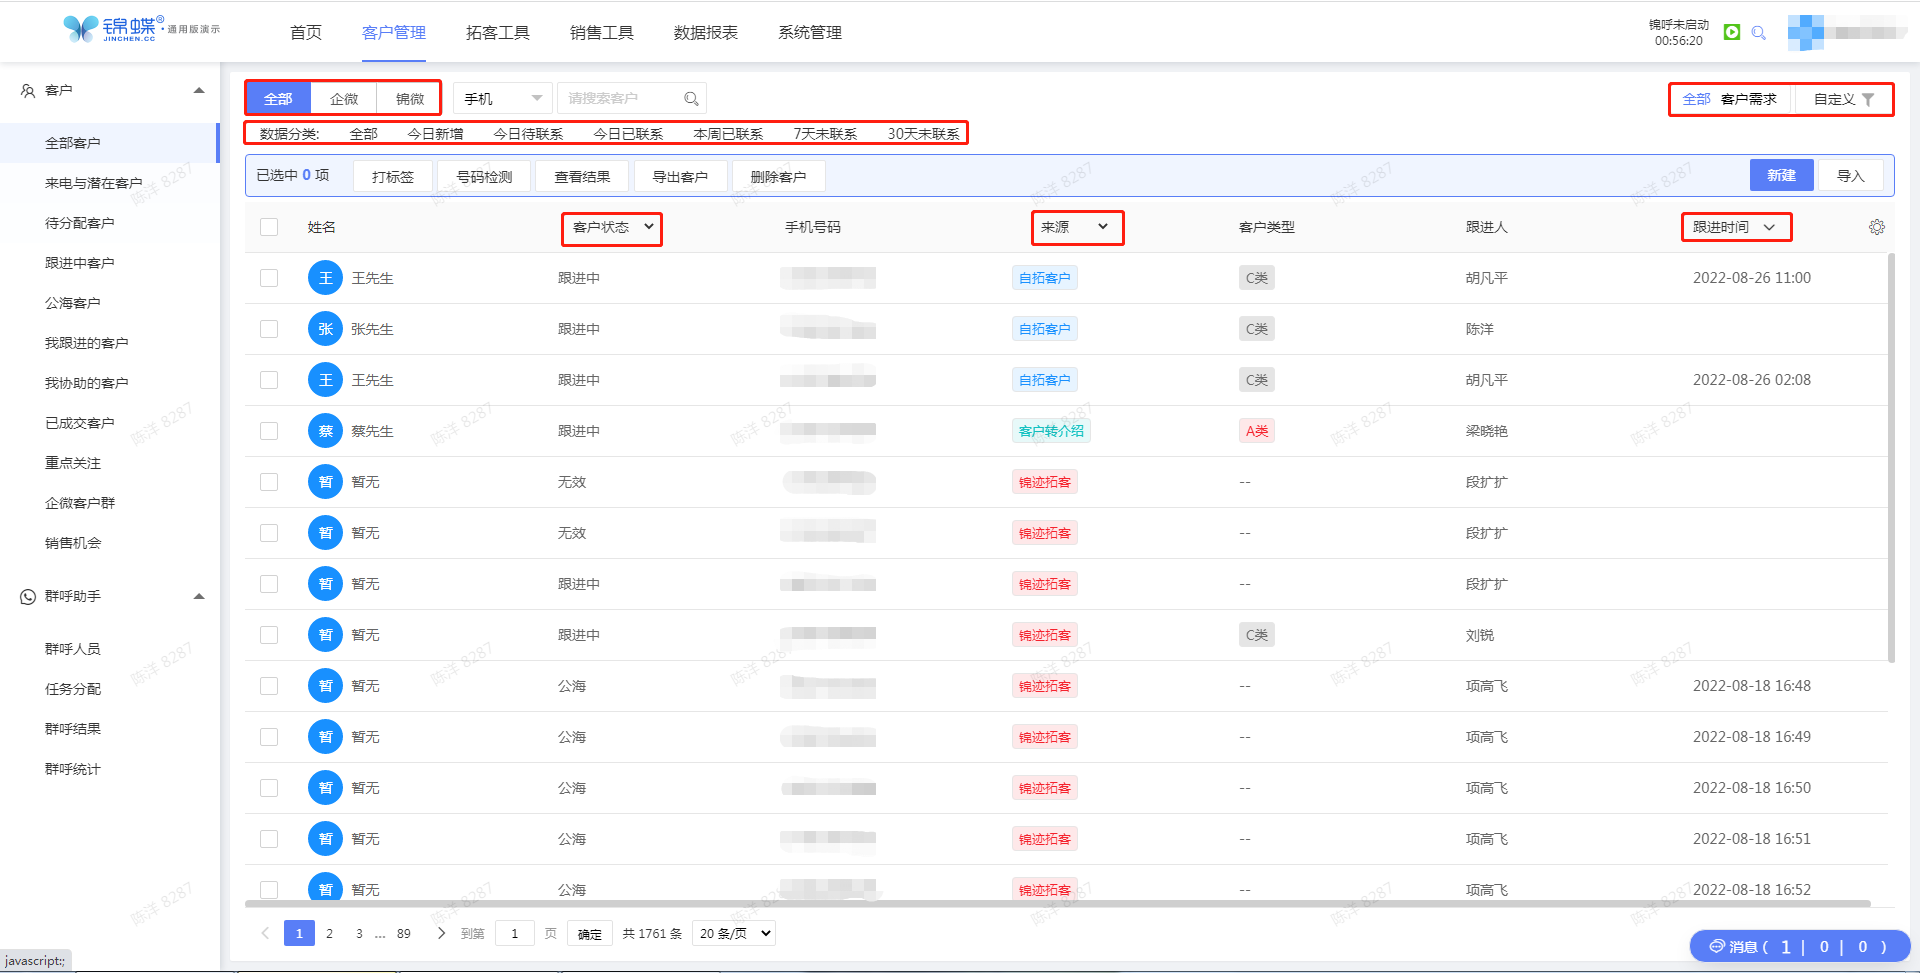 锦蝶® 通用版演示
JINCHEN.CC
首页 客户管理 拓客工具 销售工具 数据报表 系统管理
锦呼未启动
00:56:20
客户
全部客户
来电与潜在客户
待分配客户
跟进中客户
公海客户
我跟进的客户
我协助的客户
已成交客户
重点关注
企微客户群
销售机会
群呼助手
群呼人员
任务分配
群呼结果
群呼统计
全部 企微 锦微 手机 请搜索客户 全部 客户需求 自定义
数据分类: 全部 今日新增 今日待联系 今日已联系 本周已联系 7天未联系 30天未联系
已选中 0 项 打标签 号码检测 查看结果 导出客户 删除客户 新建 导入
姓名 客户状态 手机号码 来源 客户类型 跟进人 跟进时间
王 王先生 跟进中 自拓客户 C类 胡凡平 2022-08-26 11:00
张 张先生 跟进中 自拓客户 C类 陈洋
王 王先生 跟进中 自拓客户 C类 胡凡平 2022-08-26 02:08
蔡 蔡先生 跟进中 客户转介绍 A类 梁晓艳
暂 暂无 无效 锦迹拓客 -- 段扩扩
暂 暂无 无效 锦迹拓客 -- 段扩扩
暂 暂无 跟进中 锦迹拓客 -- 段扩扩
暂 暂无 跟进中 锦迹拓客 C类 刘锐
暂 暂无 公海 锦迹拓客 -- 项高飞 2022-08-18 16:48
暂 暂无 公海 锦迹拓客 -- 项高飞 2022-08-18 16:49
暂 暂无 公海 锦迹拓客 -- 项高飞 2022-08-18 16:50
暂 暂无 公海 锦迹拓客 -- 项高飞 2022-08-18 16:51
暂 暂无 公海 锦迹拓客 -- 项高飞 2022-08-18 16:52
1 2 3 ... 89 到第 1 页 确定 共 1761 条 20 条/页
消息 ( 1 | 0 | 0 )
javascript:;
陈洋 8287